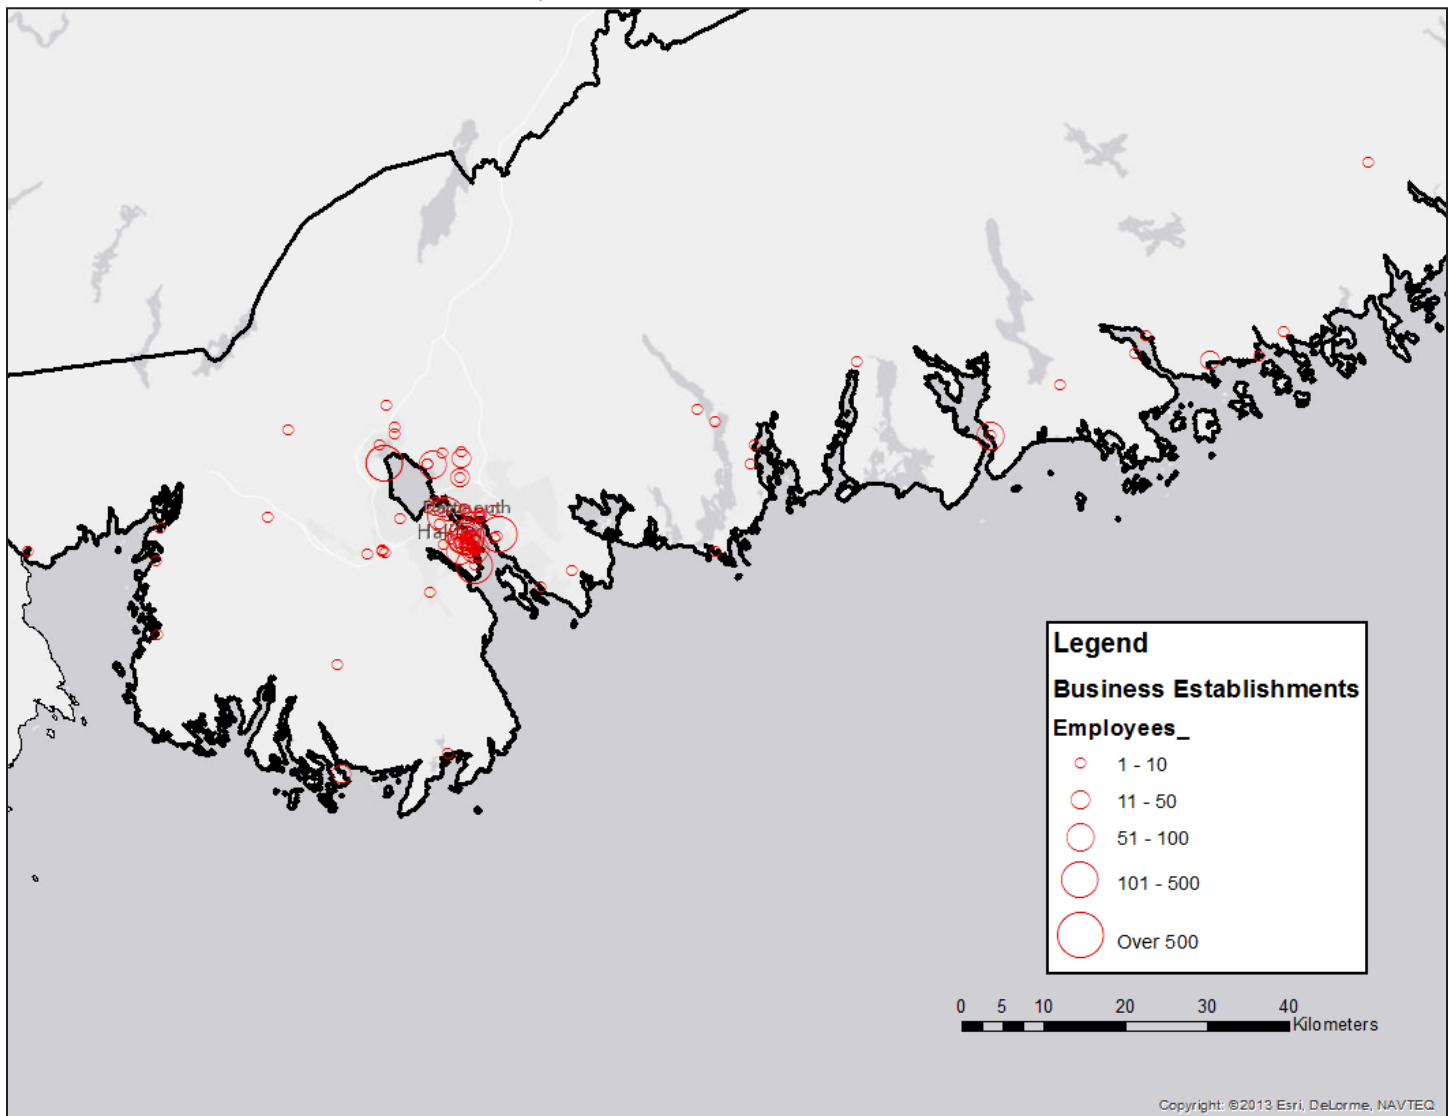 Dartmouth
Legend
Business Establishments
Employees_
1 - 10
11 - 50
51 - 100
101 - 500
Over 500
0 5 10 20 30 40
Kilometers
Copyright: ©2013 Esri, DeLorme, NAVTEQ